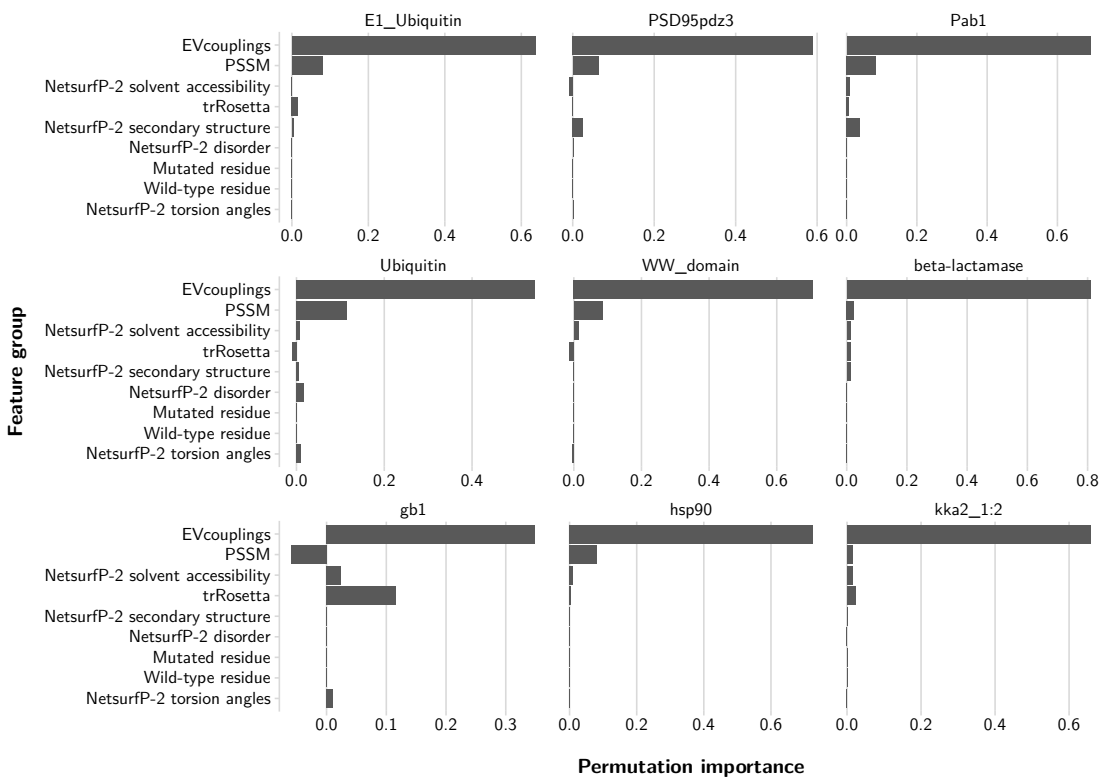 E1_Ubiquitin PSD95pdz3 Pab1
EVcouplings
PSSM
NetsurfP-2 solvent accessibility
trRosetta
NetsurfP-2 secondary structure
NetsurfP-2 disorder
Mutated residue
Wild-type residue
NetsurfP-2 torsion angles
0.0 0.2 0.4 0.6 0.0 0.2 0.4 0.6 0.0 0.2 0.4 0.6
Ubiquitin WW_domain beta-lactamase
EVcouplings
PSSM
NetsurfP-2 solvent accessibility
trRosetta
NetsurfP-2 secondary structure
NetsurfP-2 disorder
Mutated residue
Wild-type residue
NetsurfP-2 torsion angles
0.0 0.2 0.4 0.0 0.2 0.4 0.6 0.0 0.2 0.4 0.6 0.8
gb1 hsp90 kka2_1:2
EVcouplings
PSSM
NetsurfP-2 solvent accessibility
trRosetta
NetsurfP-2 secondary structure
NetsurfP-2 disorder
Mutated residue
Wild-type residue
NetsurfP-2 torsion angles
0.0 0.1 0.2 0.3 0.0 0.2 0.4 0.6 0.0 0.2 0.4 0.6
Feature group
Permutation importance